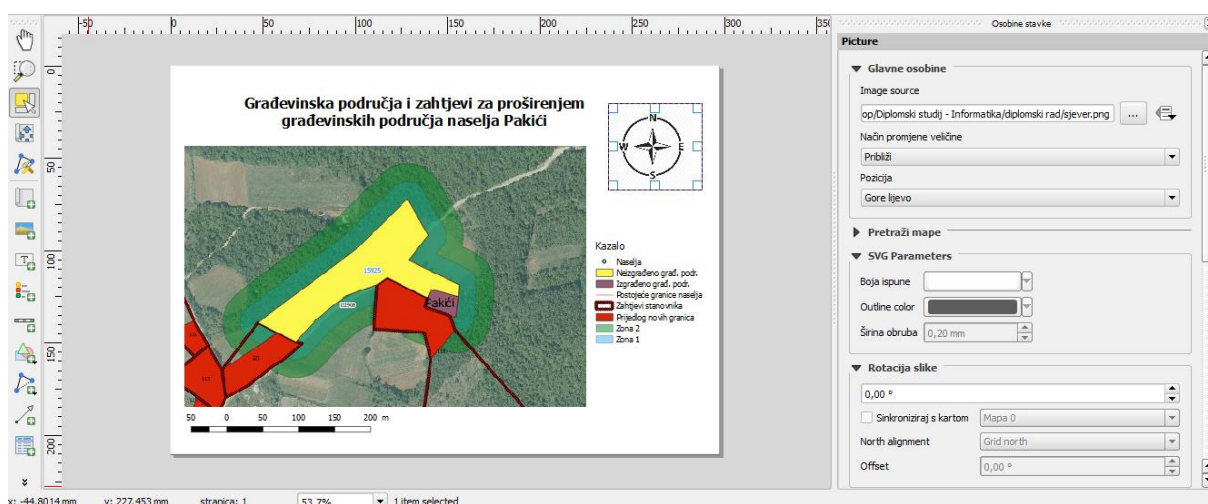 -50 0 50 100 150 200 250 300 350
Osobine stavke
Picture
Glavne osobine
Image source
op/Diplomski studij - Informatika/diplomski rad/sjever.png ...
Način promjene veličine
Približi
Pozicija
Gore lijevo
Pretraži mape
SVG Parameters
Boja ispune
Outline color
Širina obruba 0,20 mm
Rotacija slike
0,00 °
Sinkroniziraj s kartom Mapa 0
North alignment Grid north
Offset 0,00 °
0
50
100
150
200
Građevinska područja i zahtjevi za proširenjem
građevinskih područja naselja Pakići
N
W E
S
15925
Pakići
Kazalo
Naselja
Neizgrađeno građ. podr.
Izgrađeno građ. podr.
Postojeće granice naselja
Zahtjevi stanovnika
Prijedlog novih granica
Zona 2
Zona 1
50 0 50 100 150 200 m
x: -44,8014 mm y: 227,453 mm stranica: 1 53,7% 1 item selected